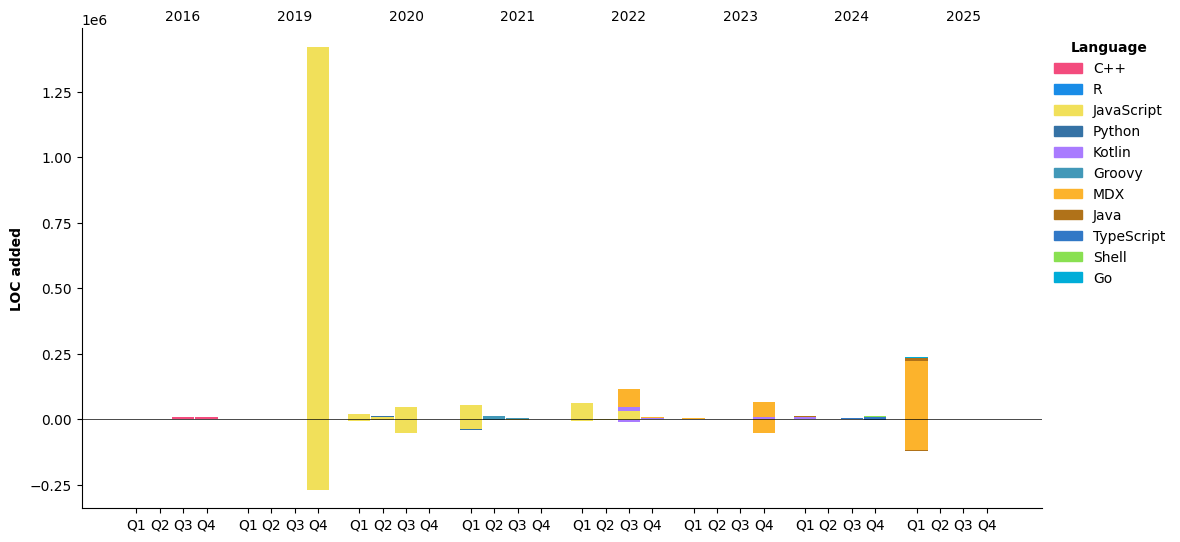 2016 2019 2020 2021 2022 2023 2024 2025
1e6
Language
C++
R
JavaScript
Python
Kotlin
Groovy
MDX
Java
TypeScript
Shell
Go
LOC added
1.25
1.00
0.75
0.50
0.25
0.00
−0.25
Q1 Q2 Q3 Q4 Q1 Q2 Q3 Q4 Q1 Q2 Q3 Q4 Q1 Q2 Q3 Q4 Q1 Q2 Q3 Q4 Q1 Q2 Q3 Q4 Q1 Q2 Q3 Q4 Q1 Q2 Q3 Q4